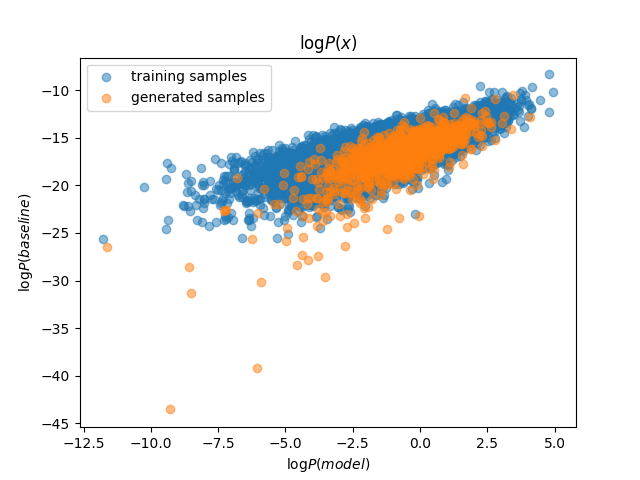 logP(x)
training samples
generated samples
logP(baseline)
−10
−15
−20
−25
−30
−35
−40
−45
−12.5 −10.0 −7.5 −5.0 −2.5 0.0 2.5 5.0
logP(model)